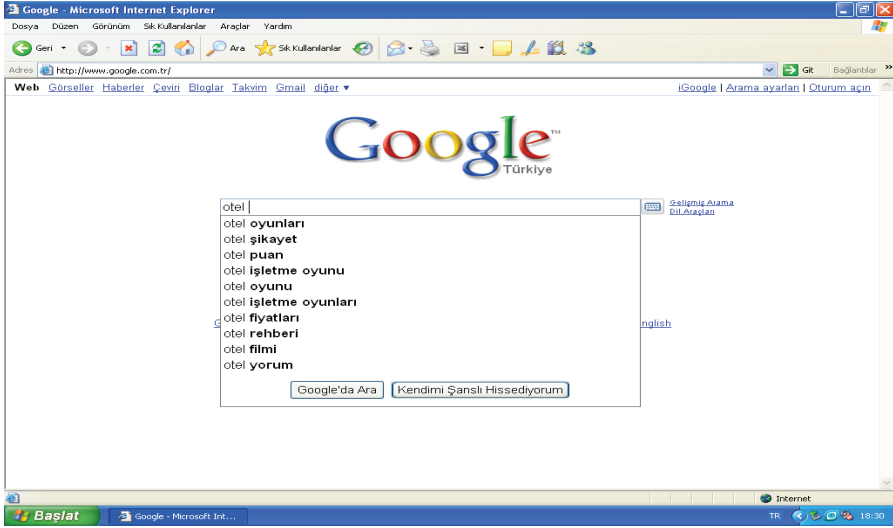 Google - Microsoft Internet Explorer
Dosya Düzen Görünüm Sık Kullanılanlar Araçlar Yardım
Geri Ara Sık Kullanılanlar
Adres http://www.google.com.tr/ Git Bağlantılar »
Web Görseller Haberler Çeviri Bloglar Takvim Gmail diğer ▼ iGoogle | Arama ayarları | Oturum açın
Google™
Türkiye
otel
Gelişmiş Arama
Dil Araçları
otel oyunları
otel şikayet
otel puan
otel işletme oyunu
otel oyunu
otel işletme oyunları
otel fiyatları
otel rehberi
otel filmi
otel yorum
G nglish
Google'da Ara Kendimi Şanslı Hissediyorum
Internet
Başlat Google - Microsoft Int... TR 18:30